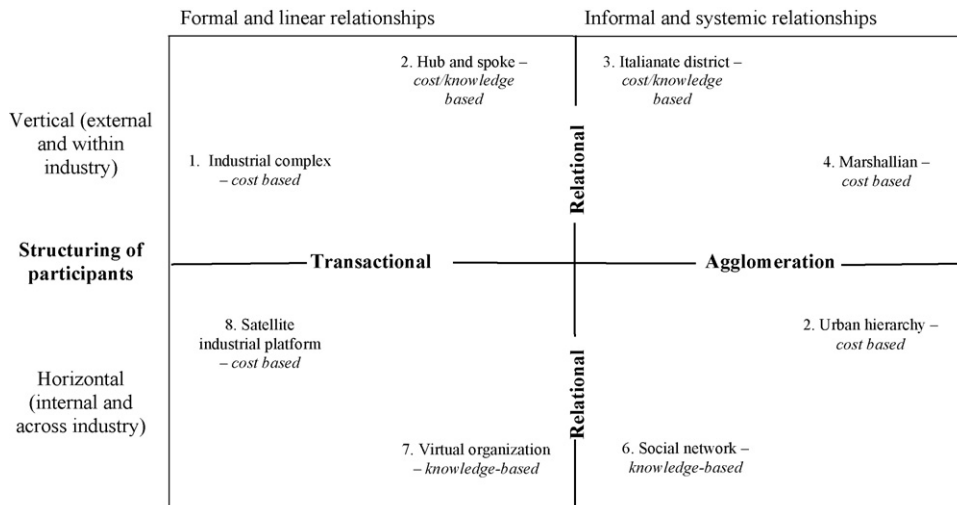 Formal and linear relationships
Informal and systemic relationships
2. Hub and spoke –
cost/knowledge
based
3. Italianate district –
cost/knowledge
based
Vertical (external
and within
industry)
1. Industrial complex
– cost based
Relational
4. Marshallian –
cost based
Structuring of
participants
Transactional
Agglomeration
8. Satellite
industrial platform
– cost based
2. Urban hierarchy –
cost based
Horizontal
(internal and
across industry)
Relational
7. Virtual organization
– knowledge-based
6. Social network –
knowledge-based